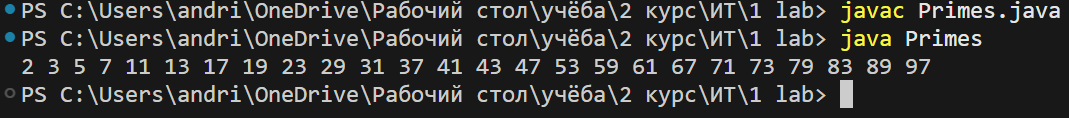 PS C:\Users\andri\OneDrive\Рабочий стол\учёба\2 курс\ИТ\1 lab> javac Primes.java
PS C:\Users\andri\OneDrive\Рабочий стол\учёба\2 курс\ИТ\1 lab> java Primes
2 3 5 7 11 13 17 19 23 29 31 37 41 43 47 53 59 61 67 71 73 79 83 89 97
PS C:\Users\andri\OneDrive\Рабочий стол\учёба\2 курс\ИТ\1 lab>